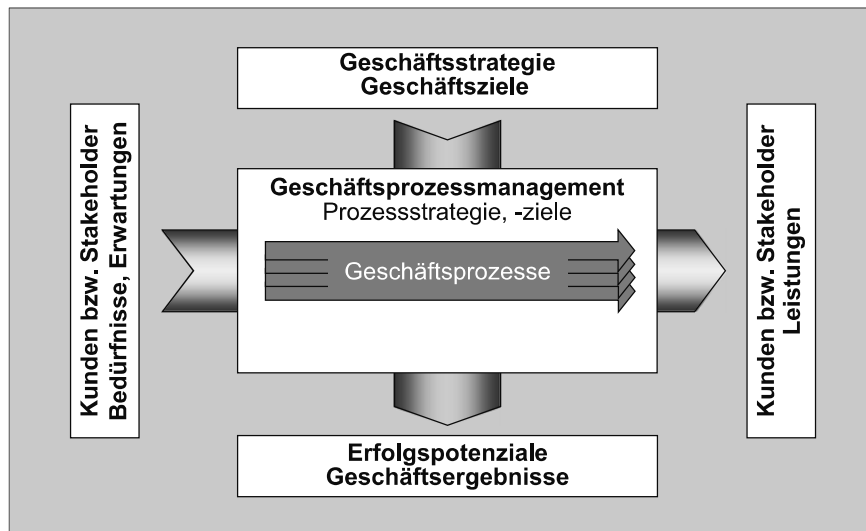 Geschäftsstrategie
Geschäftsziele
Kunden bzw. Stakeholder
Bedürfnisse, Erwartungen
Geschäftsprozessmanagement
Prozessstrategie, -ziele
Geschäftsprozesse
Kunden bzw. Stakeholder
Leistungen
Erfolgspotenziale
Geschäftsergebnisse